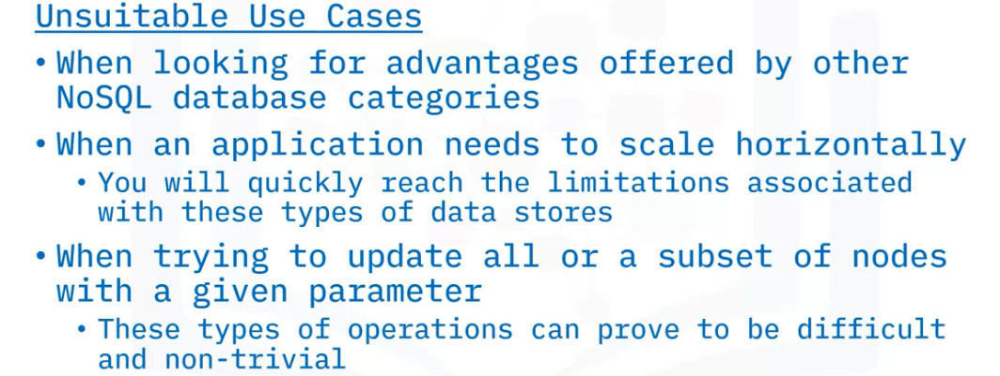 Unsuitable Use Cases
• When looking for advantages offered by other
NoSQL database categories
• When an application needs to scale horizontally
• You will quickly reach the limitations associated
with these types of data stores
• When trying to update all or a subset of nodes
with a given parameter
• These types of operations can prove to be difficult
and non-trivial